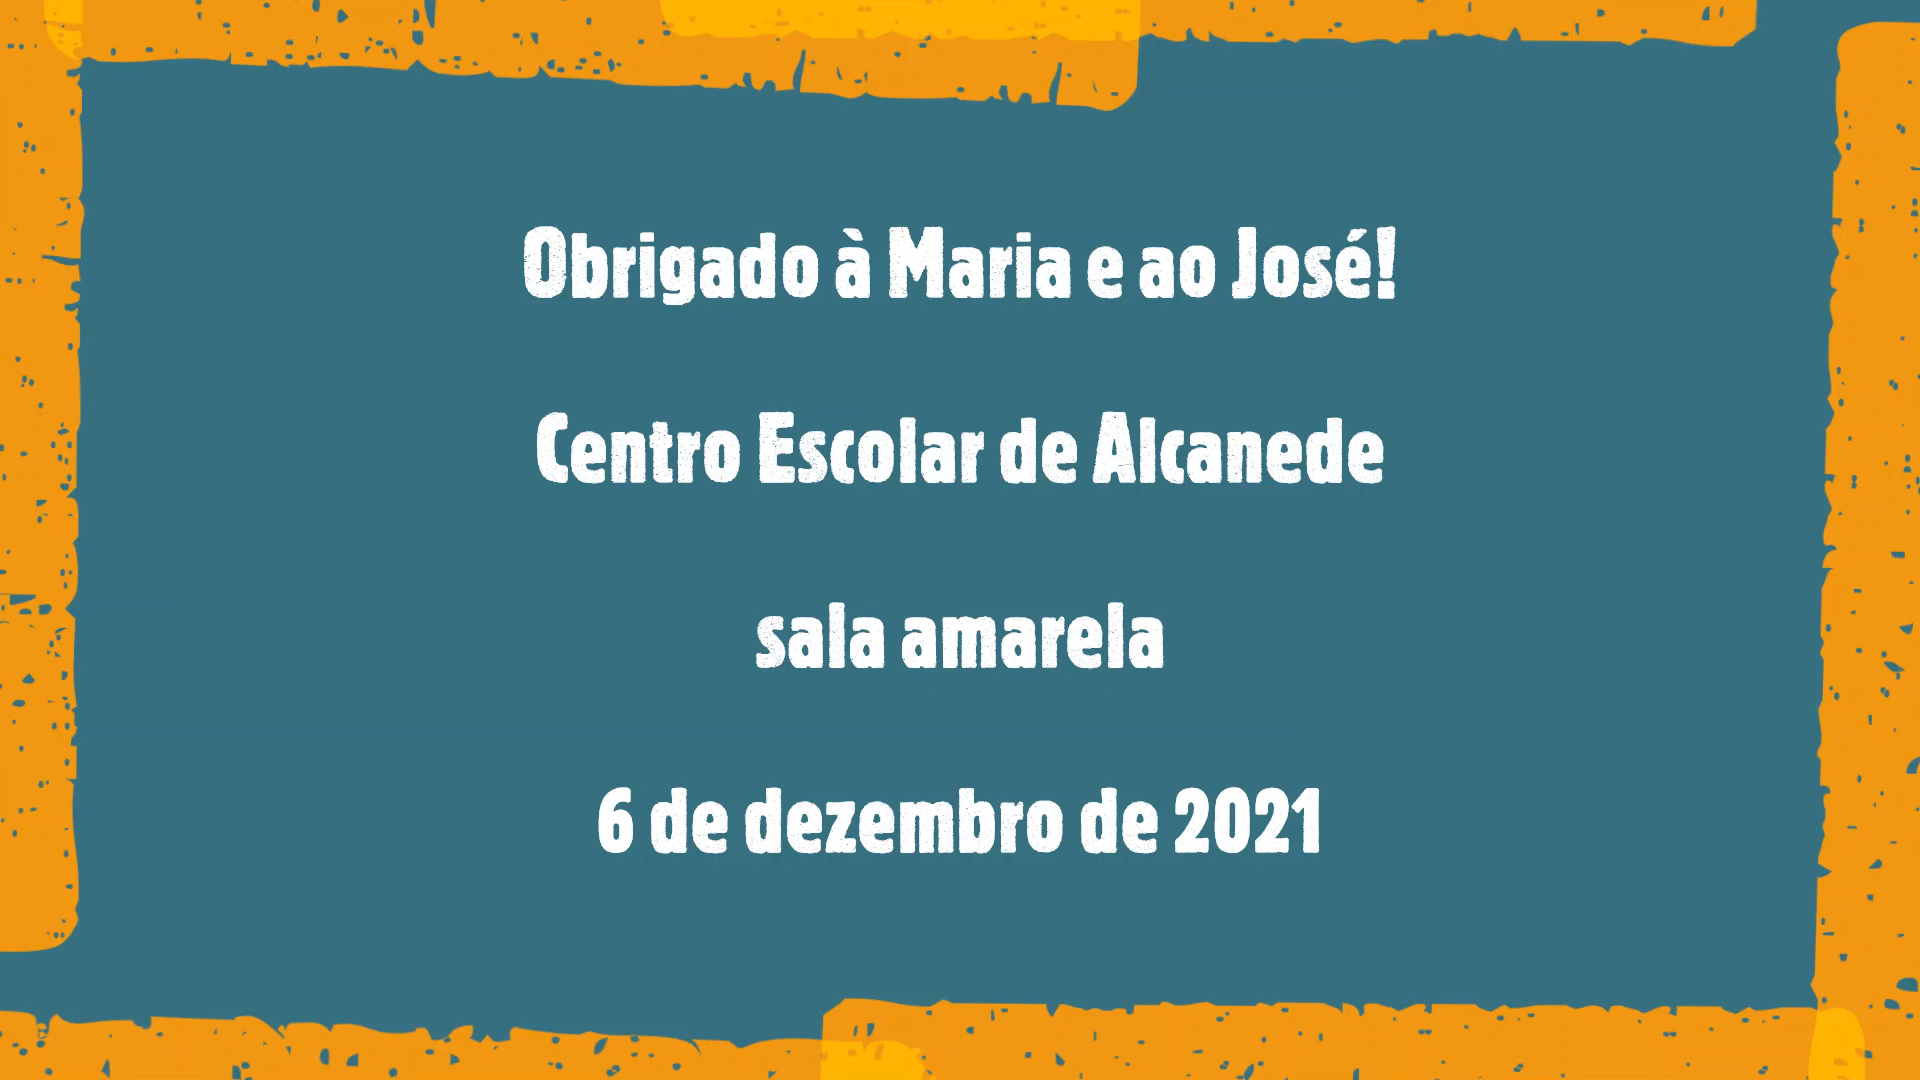 Obrigado à Maria e ao José!
Centro Escolar de Alcanede
sala amarela
6 de dezembro de 2021